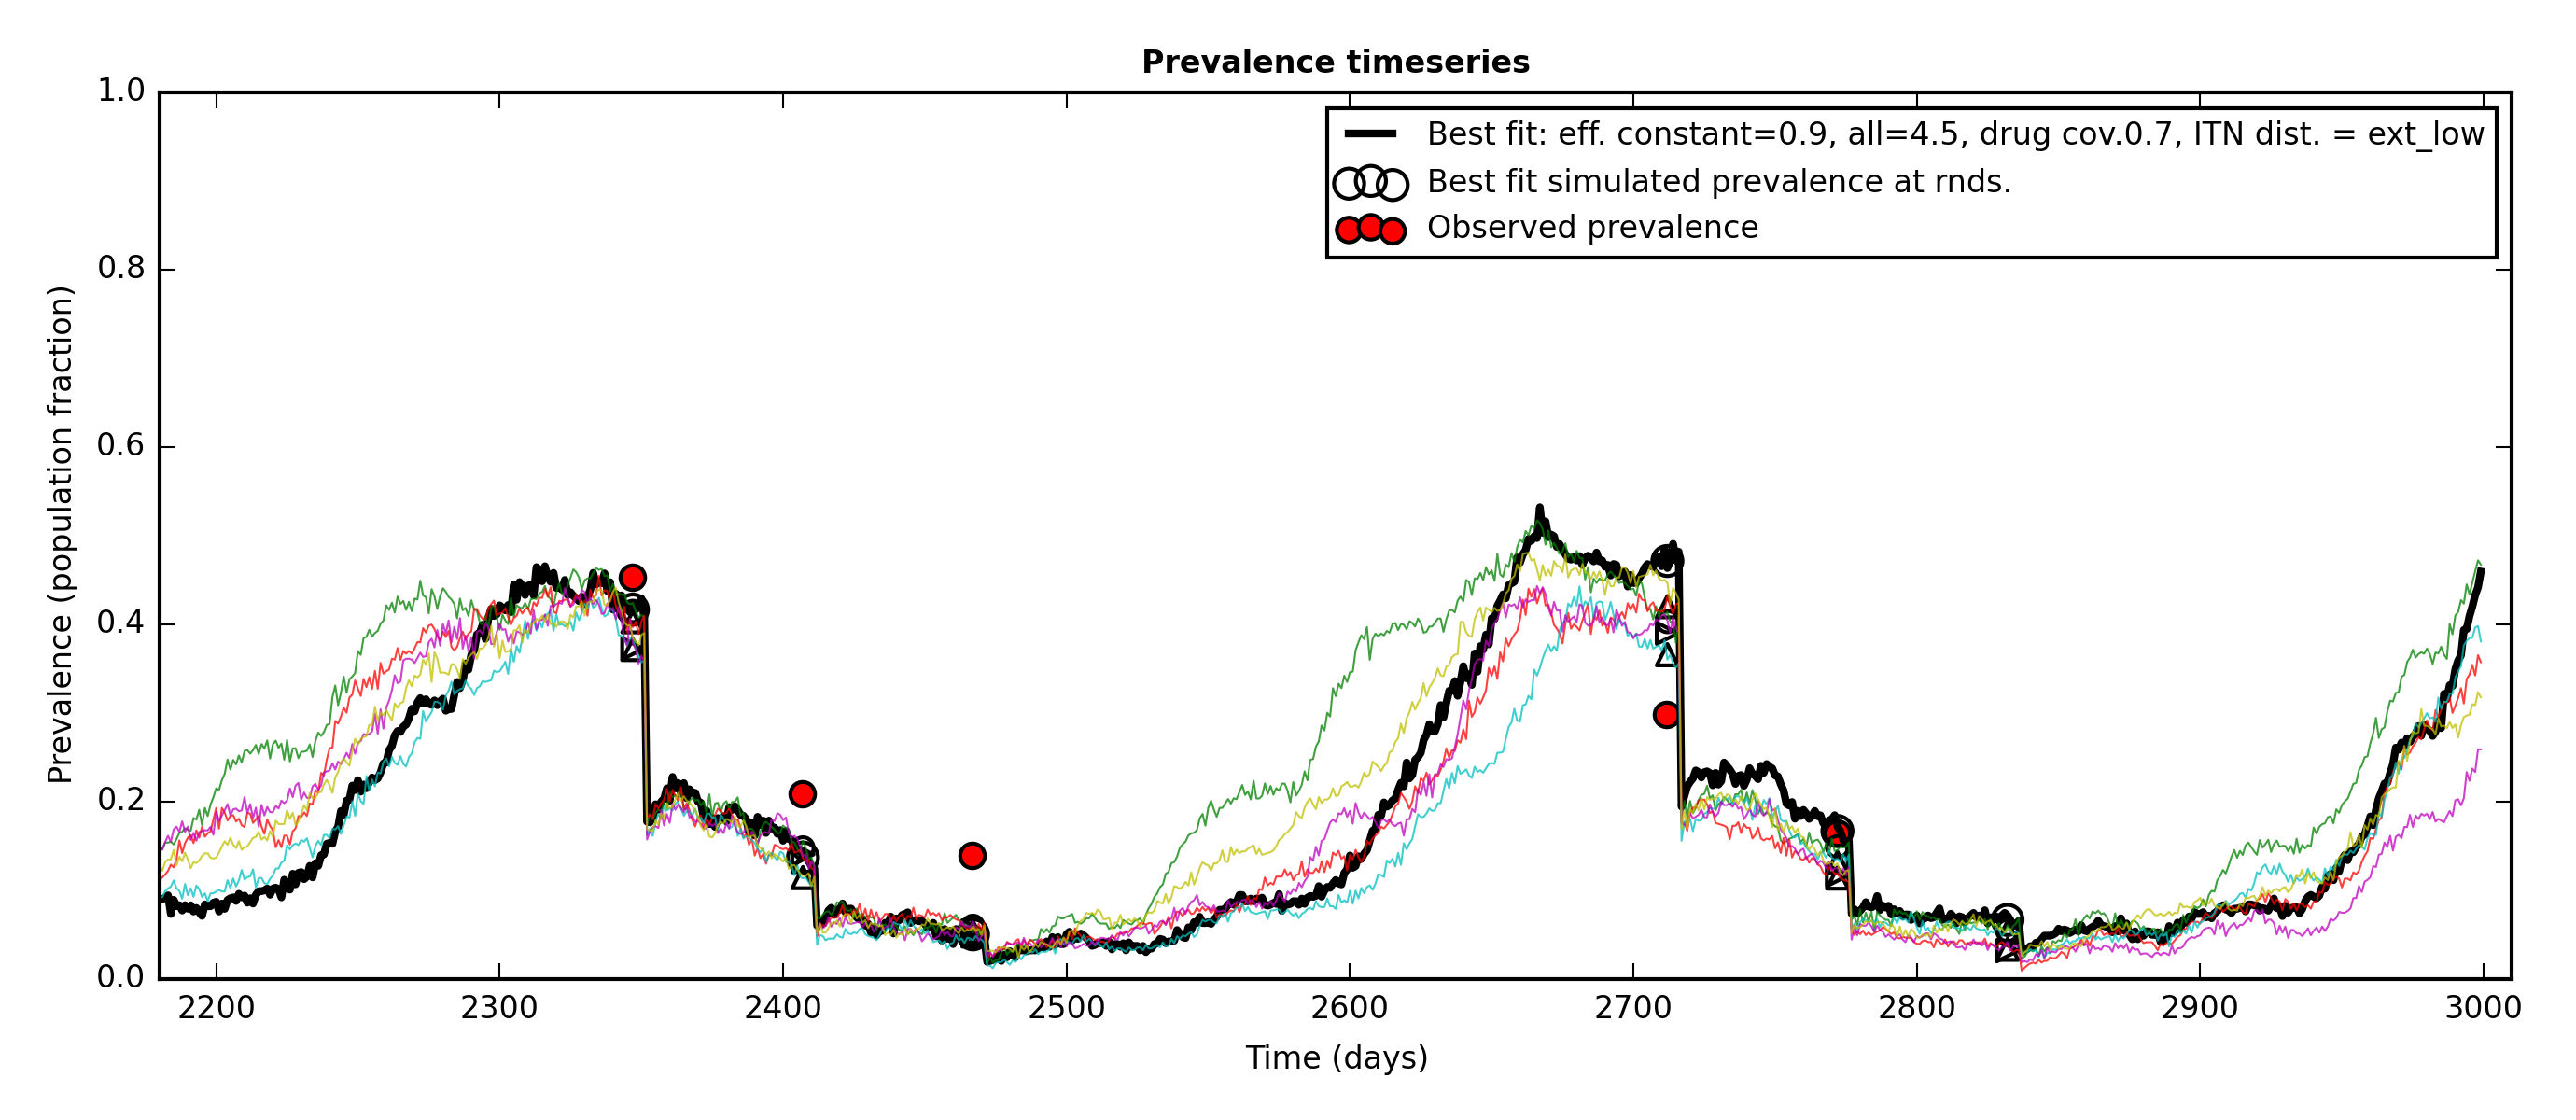 Prevalence timeseries
1.0
0.8
0.6
0.4
0.2
0.0
Prevalence (population fraction)
Best fit: eff. constant=0.9, all=4.5, drug cov.0.7, ITN dist. = ext_low
Best fit simulated prevalence at rnds.
Observed prevalence
2200 2300 2400 2500 2600 2700 2800 2900 3000
Time (days)